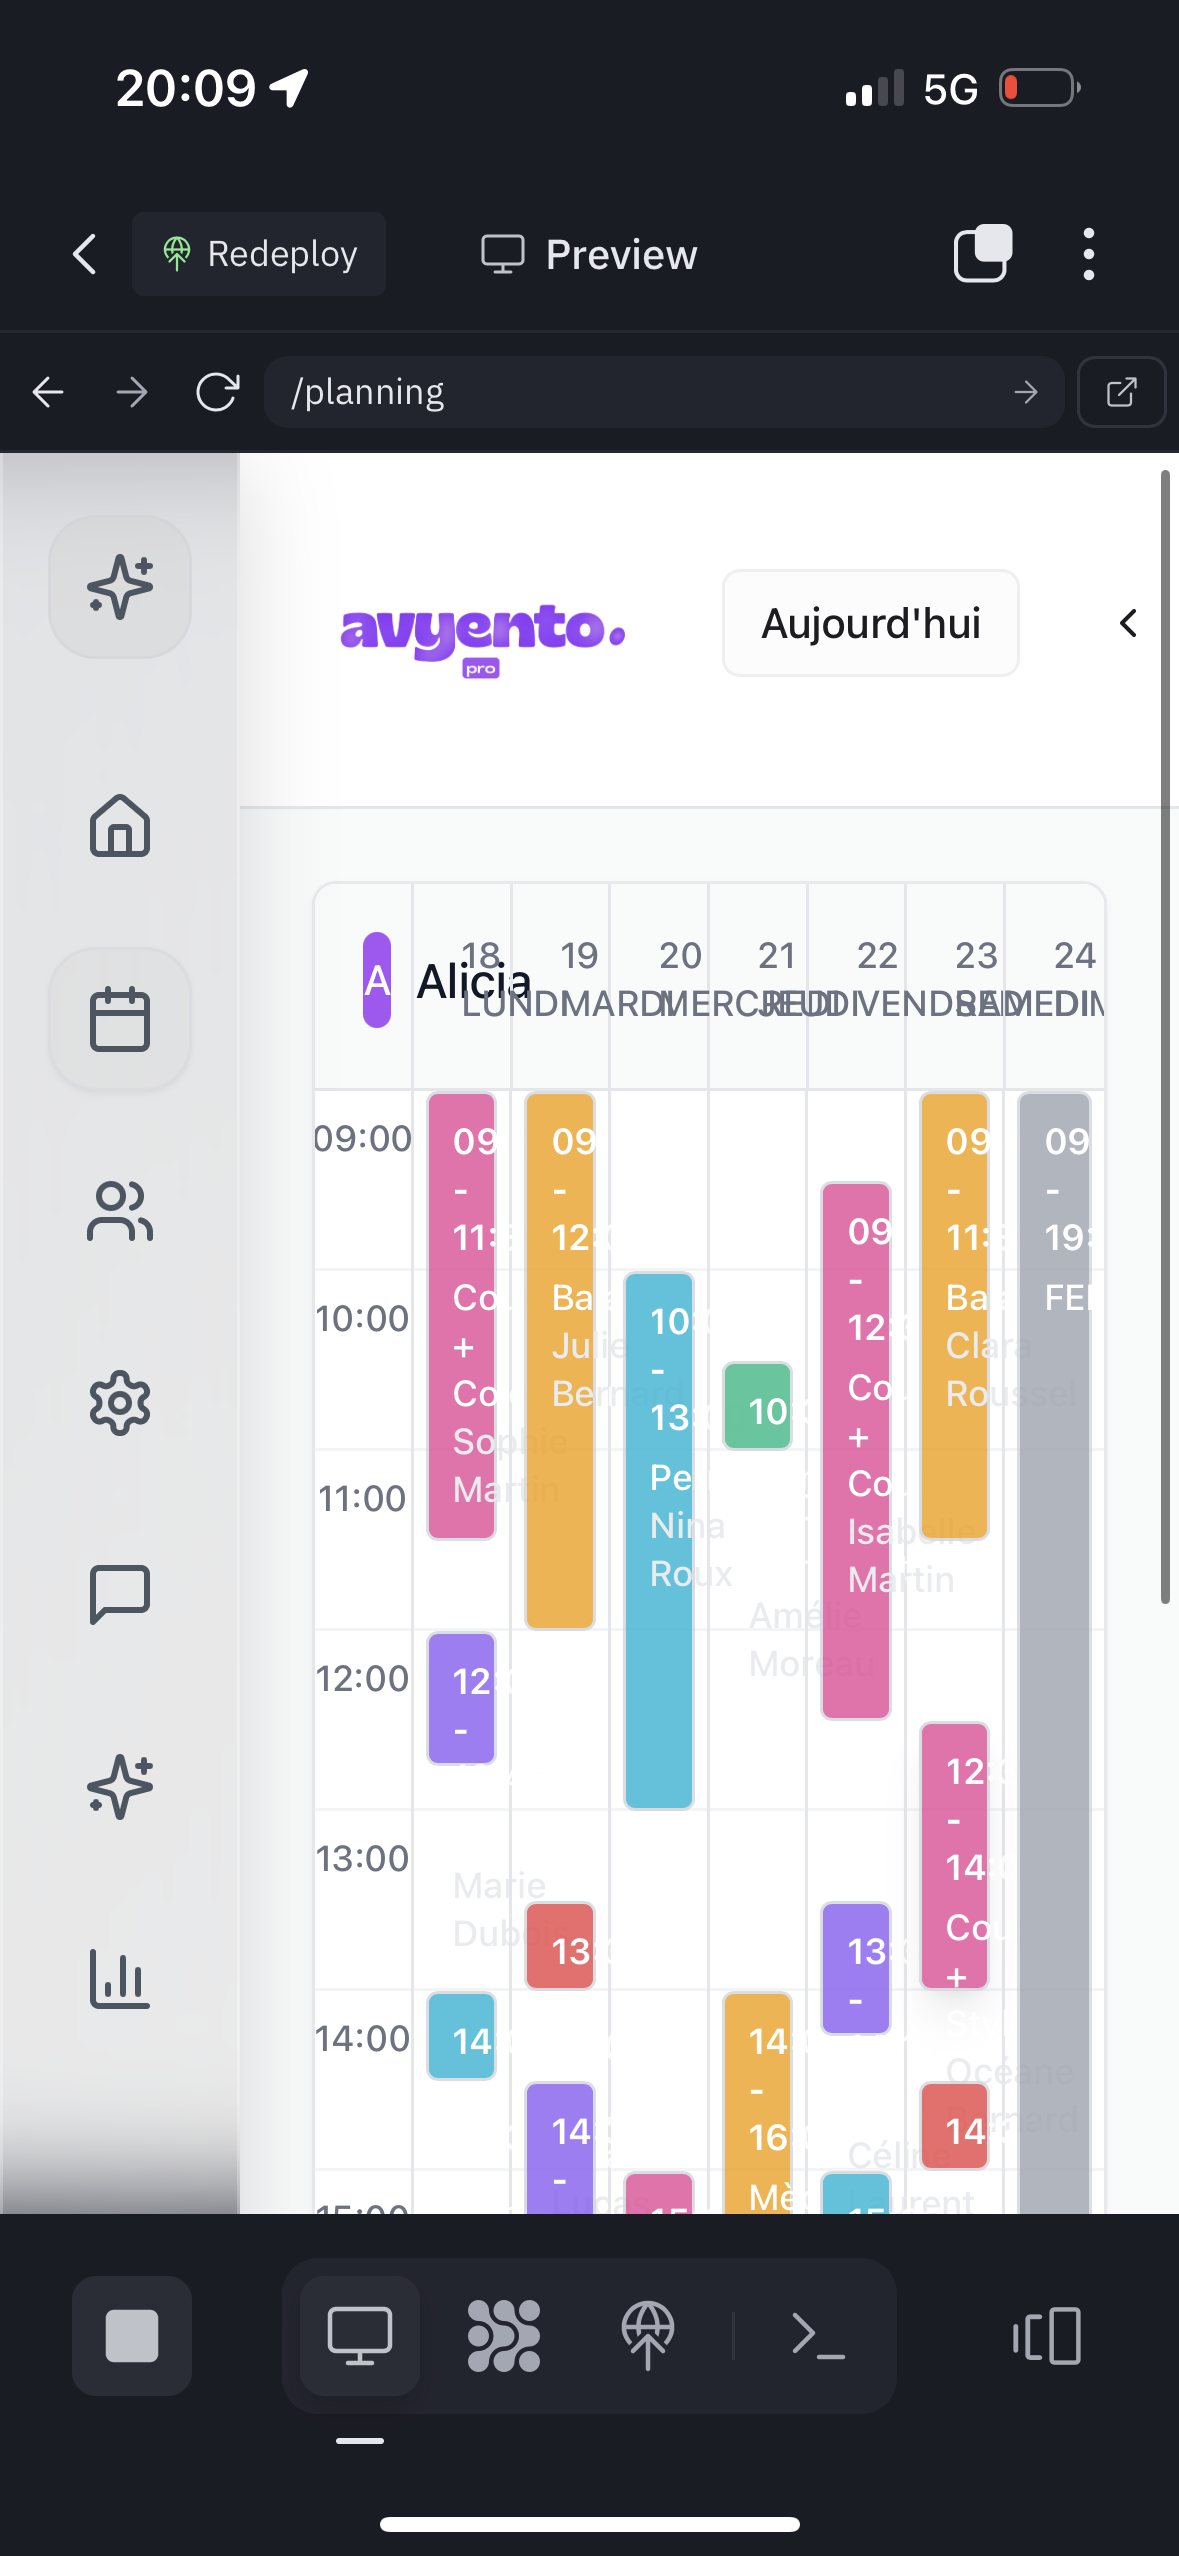 20:09
5G
Redeploy
Preview
/planning
avyento.
pro
Aujourd'hui
A
Alicia
18
19
20
21
22
23
24
LUNDI
MARDI
MERCREDI
JEUDI
VENDREDI
SAMEDI
09:00
10:00
11:00
12:00
13:00
14:00
15:00
09
-
11:
Co
+
Co
Sophie
Martin
12:
-
Marie
Dubois
14
09
-
12:
Ba
Julie
Bernard
13:
14
-
Lucas
10:
-
13:
Pe
Nina
Roux
15
10
Amélie
Moreau
14
-
16
Mè
09
-
12:
Co
+
Co
Isabelle
Martin
13:
-
Céline
Laurent
15
09
-
11:
Ba
Clara
Roussel
12:
-
14:
Cou
+
Sty
Océane
Bernard
14
09
-
19:
FE